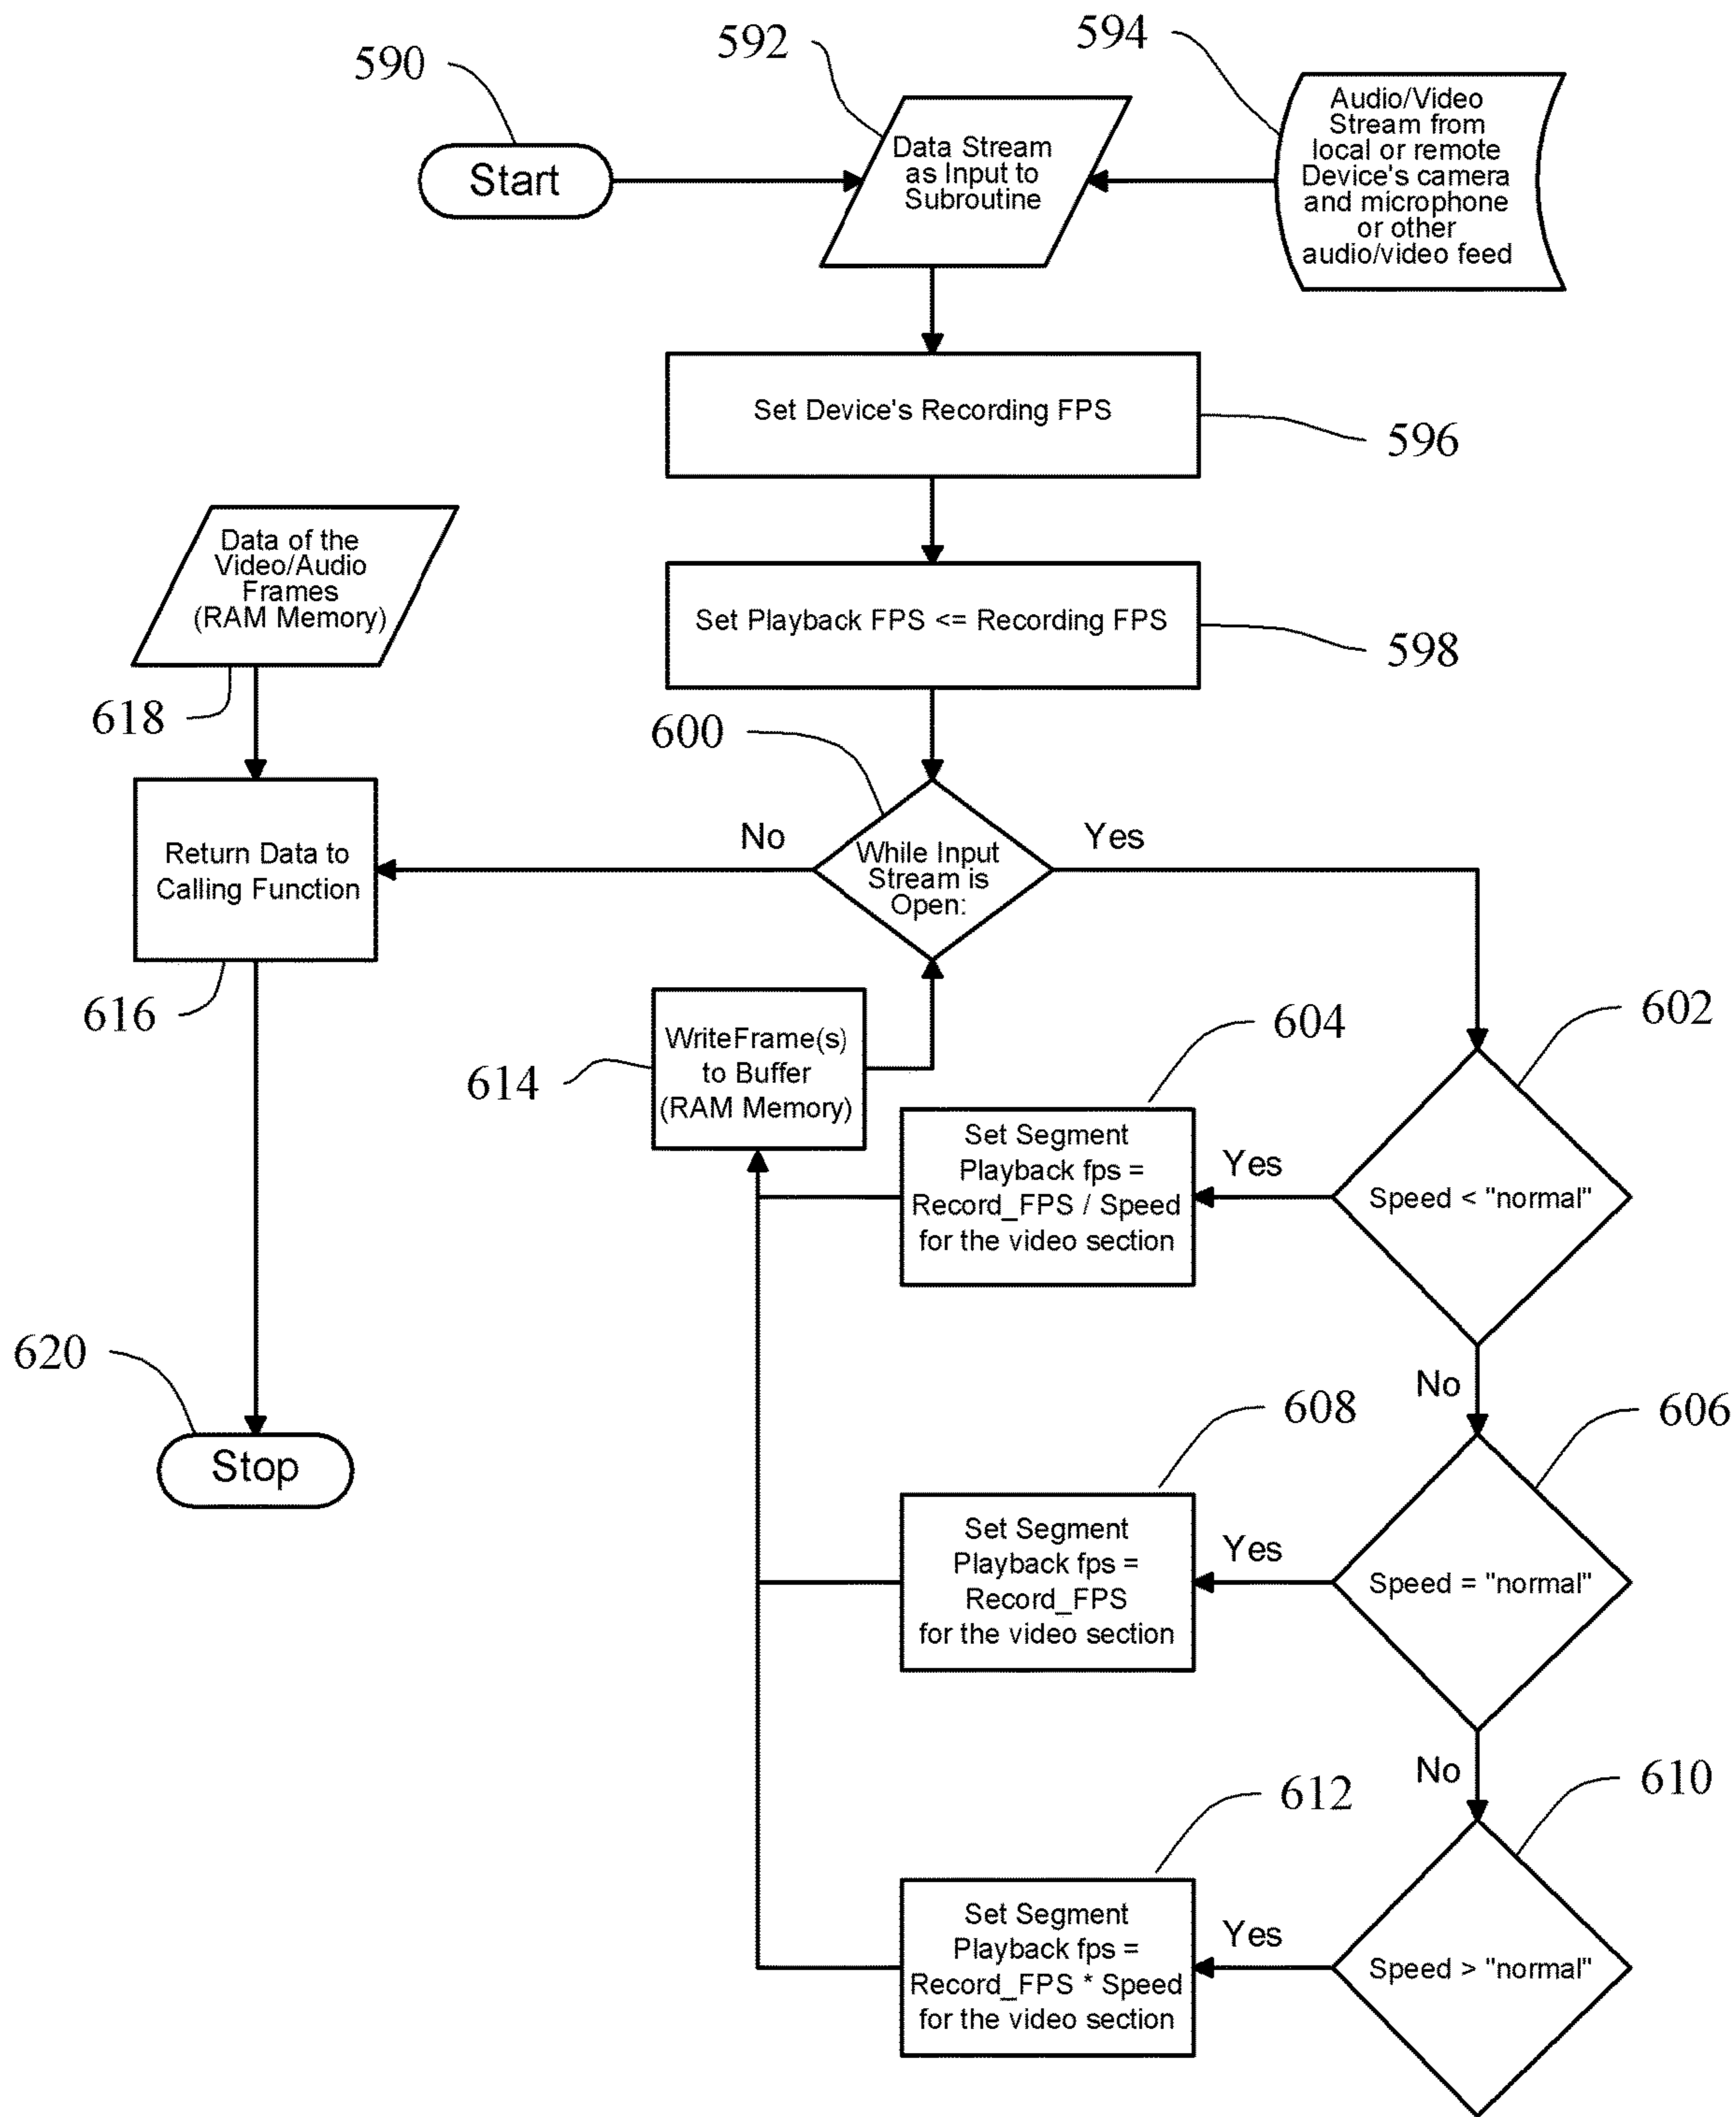 590
592
594
Start
Data Stream
as Input to
Subroutine
Audio/Video
Stream from
local or remote
Device's camera
and microphone
or other
audio/video feed
Set Device's Recording FPS
596
Data of the
Video/Audio
Frames
(RAM Memory)
Set Playback FPS <= Recording FPS
598
618
600
No
Yes
While Input
Stream is
Open:
Return Data to
Calling Function
616
WriteFrame(s)
to Buffer
(RAM Memory)
614
604
602
Set Segment
Playback fps =
Record_FPS / Speed
for the video section
Yes
Speed < "normal"
620
No
608
606
Stop
Set Segment
Playback fps =
Record_FPS
for the video section
Yes
Speed = "normal"
No
612
610
Set Segment
Playback fps =
Record_FPS * Speed
for the video section
Yes
Speed > "normal"